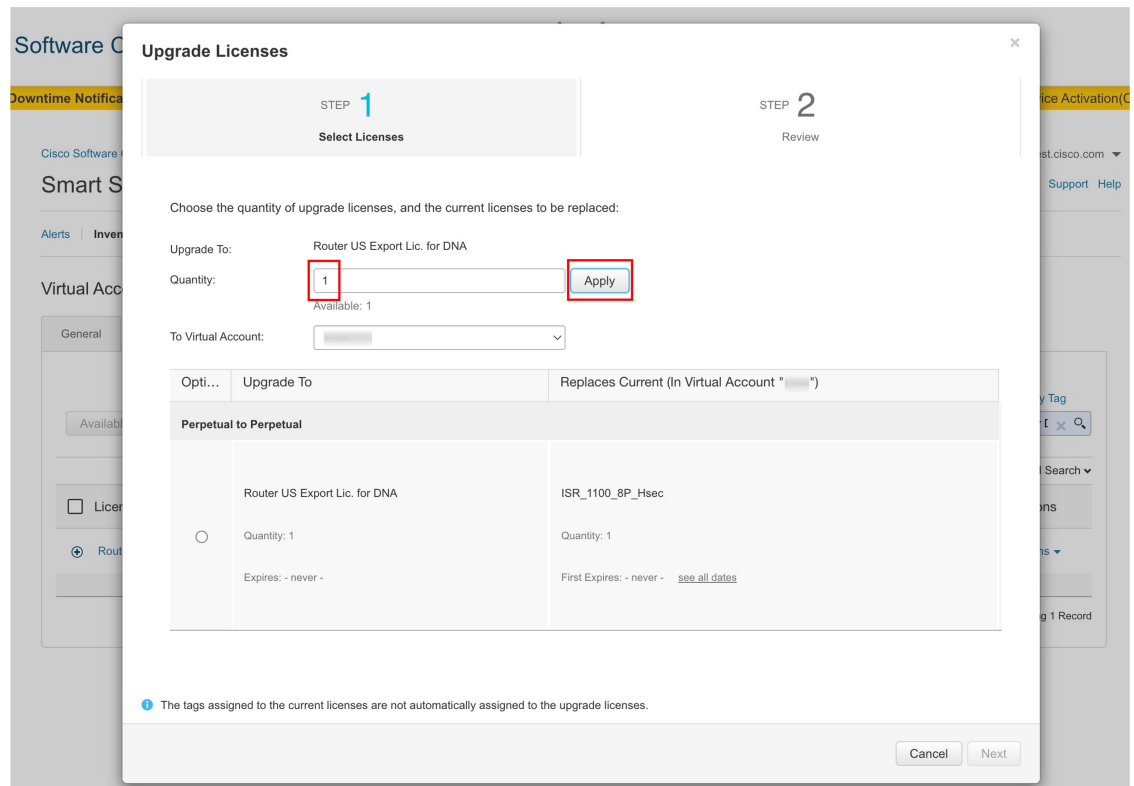 Software C
Upgrade Licenses
Downtime Notifica
STEP 1
STEP 2
vice Activation(C
Select Licenses
Review
Cisco Software
est.cisco.com
Smart S
Support Help
Choose the quantity of upgrade licenses, and the current licenses to be replaced:
Alerts Inven
Upgrade To: Router US Export Lic. for DNA
Quantity: 1 Apply
Virtual Acc
Available: 1
General
To Virtual Account:
Opti... Upgrade To Replaces Current (In Virtual Account " ")
y Tag
Availabl
Perpetual to Perpetual
l Search
Router US Export Lic. for DNA ISR_1100_8P_Hsec
Licen
ons
Quantity: 1 Quantity: 1
Rout
ns
Expires: - never - First Expires: - never - see all dates
g 1 Record
The tags assigned to the current licenses are not automatically assigned to the upgrade licenses.
Cancel Next